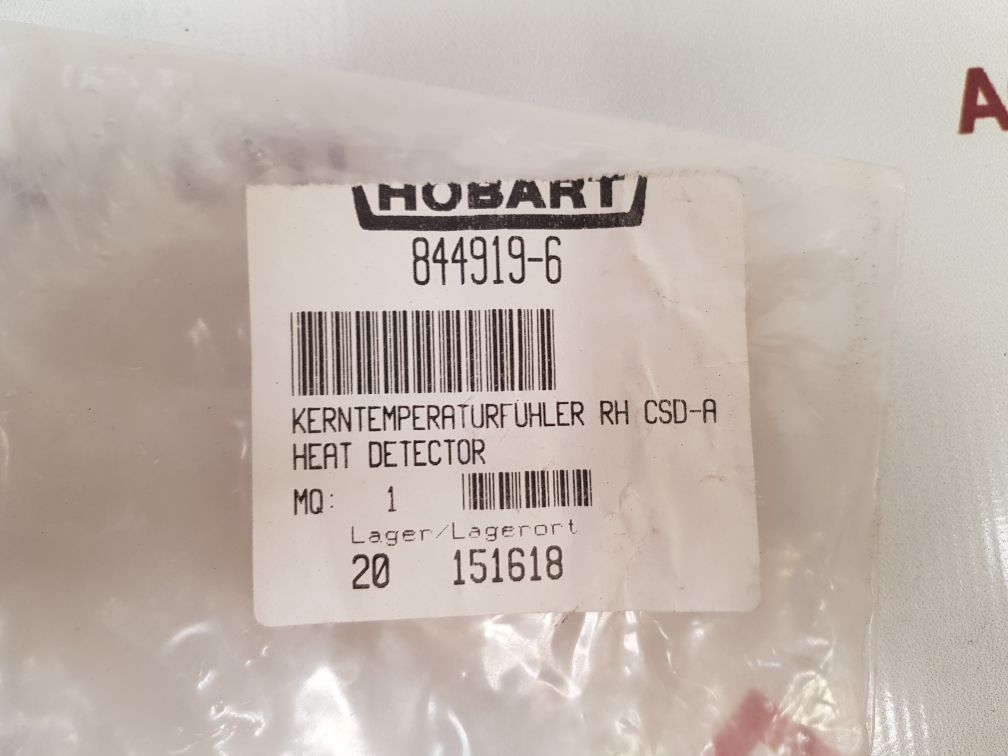 HOBART
844919-6
KERNTEMPERATURFÜHLER RH CSD-A
HEAT DETECTOR
MQ: 1
Lager/Lagerort
20 151618